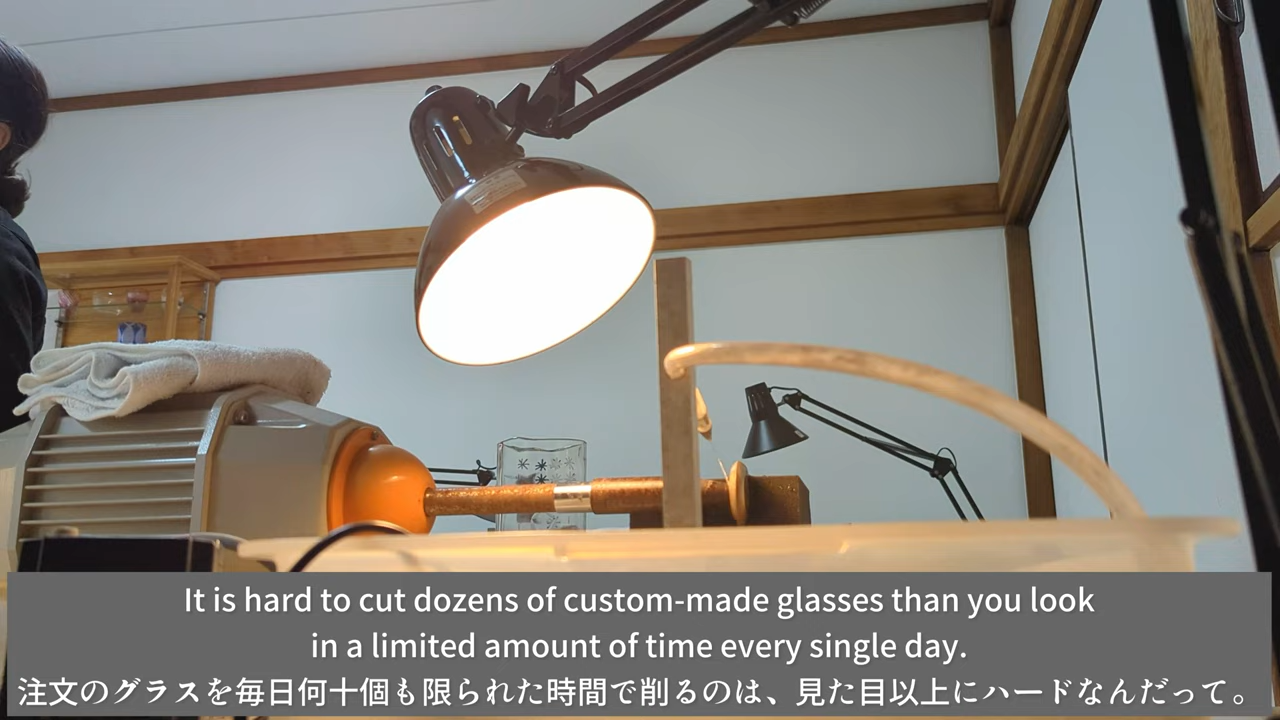 It is hard to cut dozens of custom-made glasses than you look
in a limited amount of time every single day.
注文のグラスを毎日何十個も限られた時間で削るのは、見た目以上にハードなんだって。